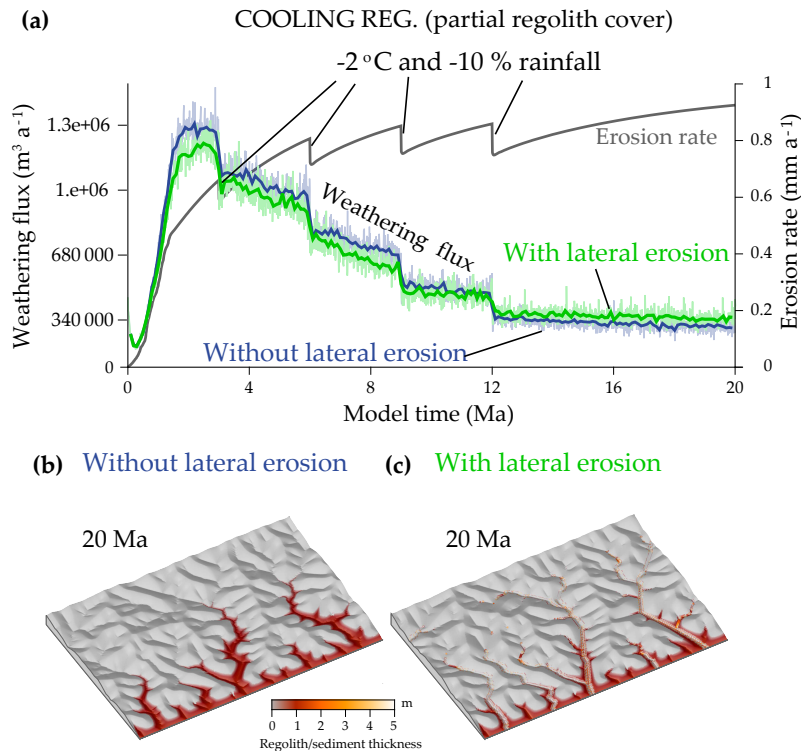 (a) COOLING REG. (partial regolith cover)
-2 °C and -10 % rainfall
Weathering flux (m³ a⁻¹)
1.3e+06
1.e+06
680 000
340 000
0
Erosion rate
Weathering flux
With lateral erosion
Without lateral erosion
1
0.8
0.6
0.4
0.2
0
Erosion rate (mm a⁻¹)
0 4 8 12 16 20
Model time (Ma)
(b) Without lateral erosion
(c) With lateral erosion
20 Ma
20 Ma
m
0 1 2 3 4 5
Regolith/sediment thickness